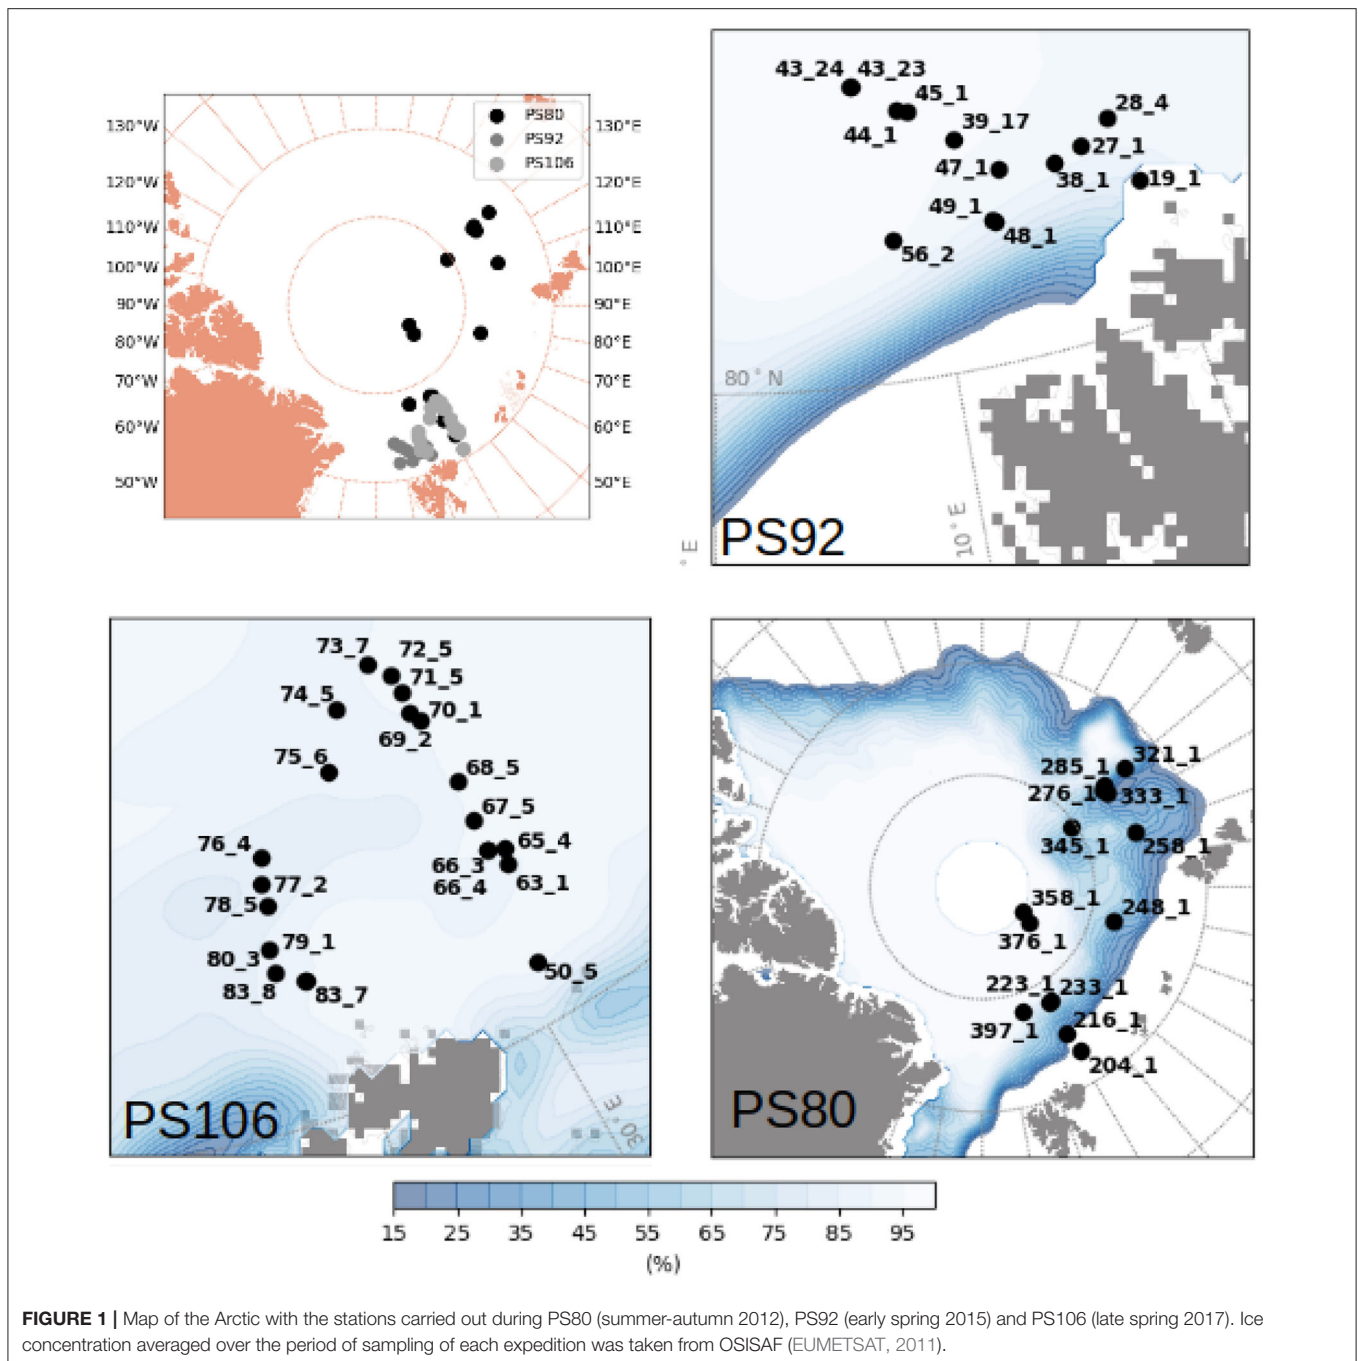 130°W
120°W
110°W
100°W
90°W
80°W
70°W
60°W
50°W
PS80
PS92
PS106
130°E
120°E
110°E
100°E
90°E
80°E
70°E
60°E
50°E
43_24 43_23
45_1
44_1
39_17
28_4
27_1
47_1
38_1
19_1
49_1
48_1
56_2
80°N
10°E
°E
PS92
73_7
72_5
71_5
74_5
70_1
69_2
75_6
68_5
67_5
76_4
65_4
66_3
66_4
63_1
77_2
78_5
79_1
80_3
83_8
83_7
50_5
30°E
PS106
321_1
285_1
276_1
333_1
345_1
258_1
358_1
248_1
376_1
223_1
233_1
397_1
216_1
204_1
PS80
15 25 35 45 55 65 75 85 95
(%)
FIGURE 1 | Map of the Arctic with the stations carried out during PS80 (summer-autumn 2012), PS92 (early spring 2015) and PS106 (late spring 2017). Ice
concentration averaged over the period of sampling of each expedition was taken from OSISAF (EUMETSAT, 2011).